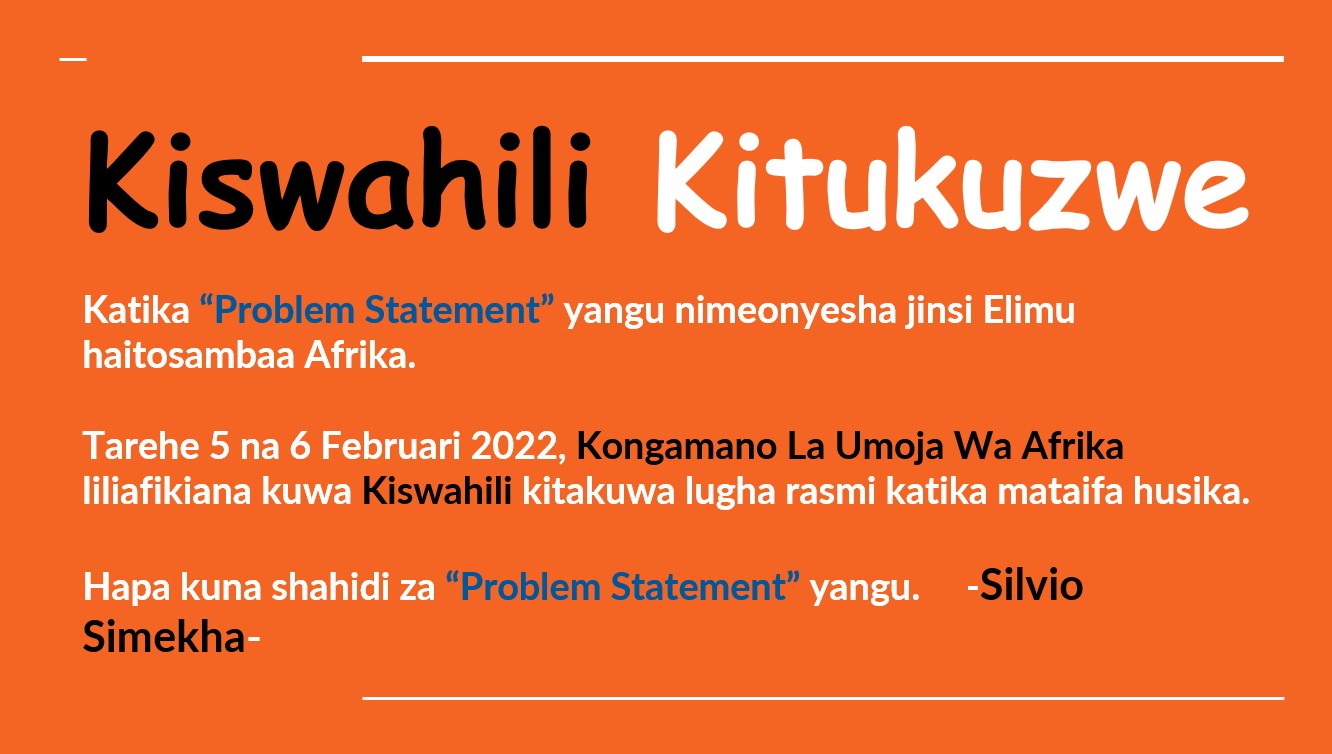 Kiswahili Kitukuzwe
Katika “Problem Statement” yangu nimeonyesha jinsi Elimu
haitosambaa Afrika.
Tarehe 5 na 6 Februari 2022, Kongamano La Umoja Wa Afrika
liliafikiana kuwa Kiswahili kitakuwa lugha rasmi katika mataifa husika.
Hapa kuna shahidi za “Problem Statement” yangu. -Silvio
Simekha-